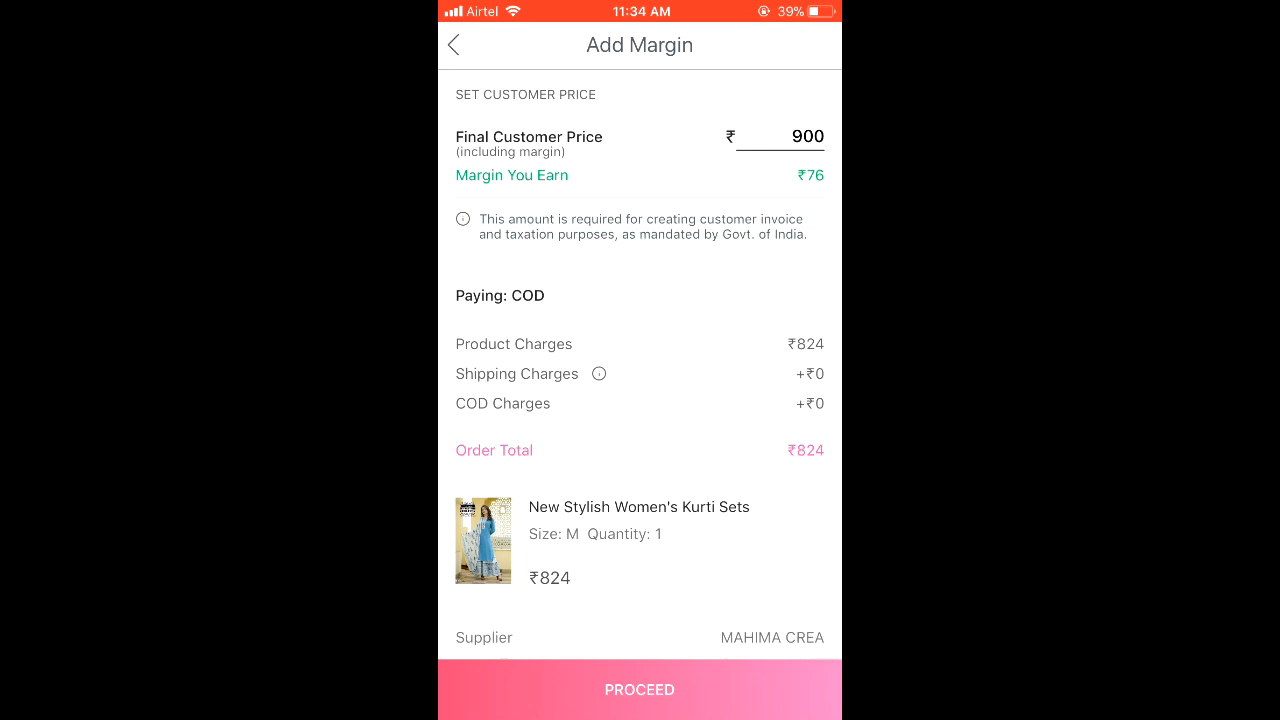 Airtel 11:34 AM 39%
Add Margin
SET CUSTOMER PRICE
Final Customer Price ₹ 900
(including margin)
Margin You Earn ₹76
This amount is required for creating customer invoice
and taxation purposes, as mandated by Govt. of India.
Paying: COD
Product Charges ₹824
Shipping Charges +₹0
COD Charges +₹0
Order Total ₹824
New Stylish Women's Kurti Sets
Size: M Quantity: 1
₹824
Supplier MAHIMA CREA
PROCEED